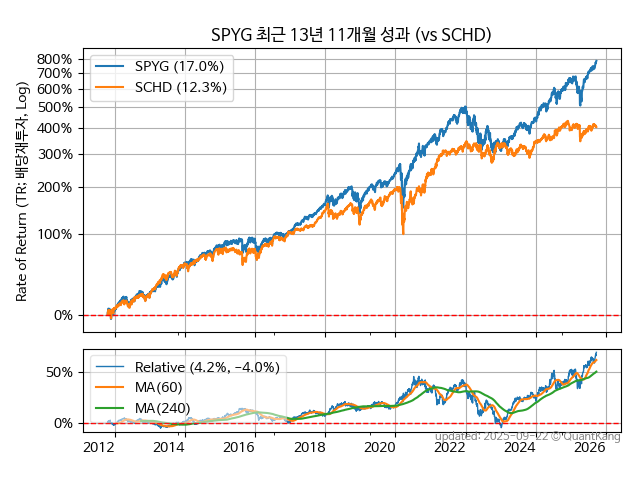 SPYG 최근 13년 11개월 성과 (vs SCHD)
Rate of Return (TR: 배당재투자, Log)
800%
700%
600%
500%
400%
300%
200%
100%
0%
SPYG (17.0%)
SCHD (12.3%)
50%
0%
Relative (4.2%, -4.0%)
MA(60)
MA(240)
2012 2014 2016 2018 2020 2022 2024 2026
updated: 2025-09-22 © QuantKang